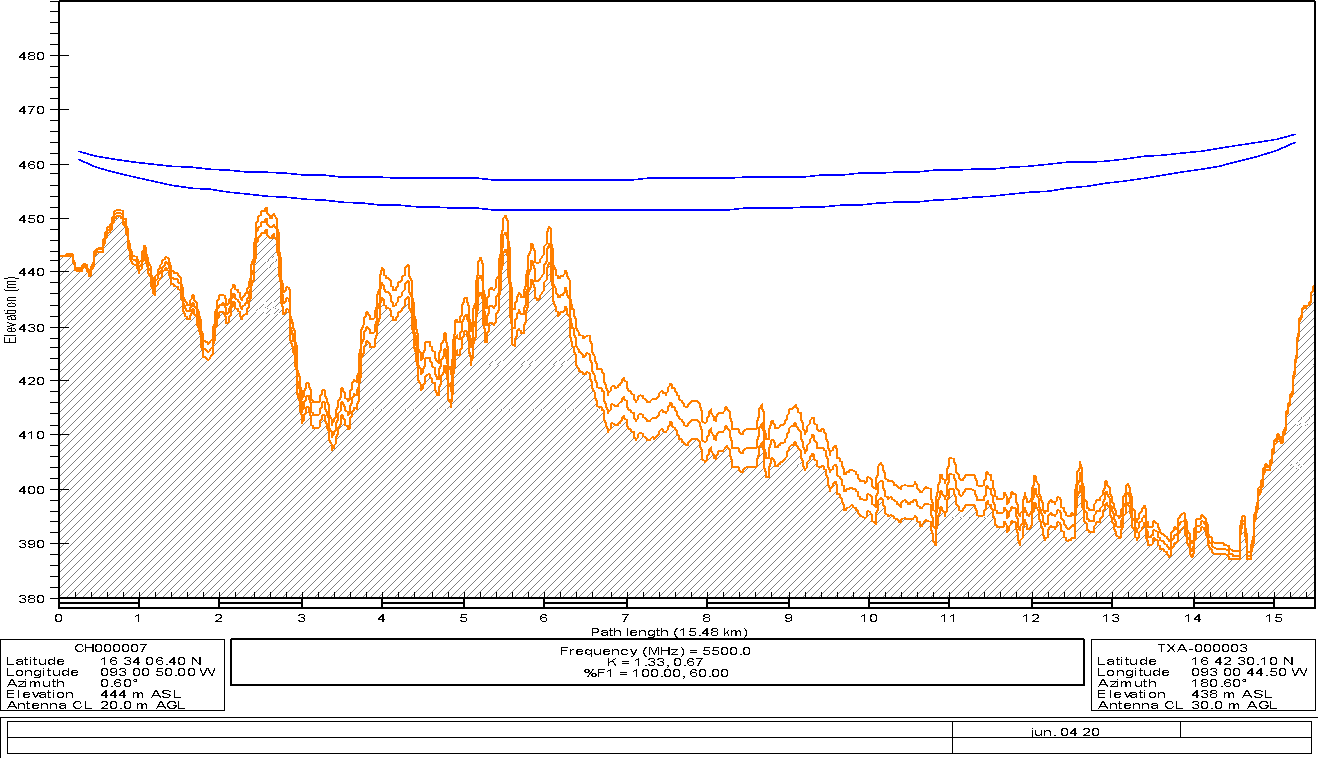 480
470
460
450
440
430
420
410
400
390
380
Elevation (m)
0 1 2 3 4 5 6 7 8 9 10 11 12 13 14 15
Path length (15.48 km)
CH000007
Latitude 16 34 06.40 N
Longitude 093 00 50.00 W
Azimuth 0.60°
Elevation 444 m ASL
Antenna CL 20.0 m AGL
Frequency (MHz) = 5500.0
K = 1.33, 0.67
%F1 = 100.00, 60.00
TXA-000003
Latitude 16 42 30.10 N
Longitude 093 00 44.50 W
Azimuth 180.60°
Elevation 438 m ASL
Antenna CL 30.0 m AGL
jun. 04 20